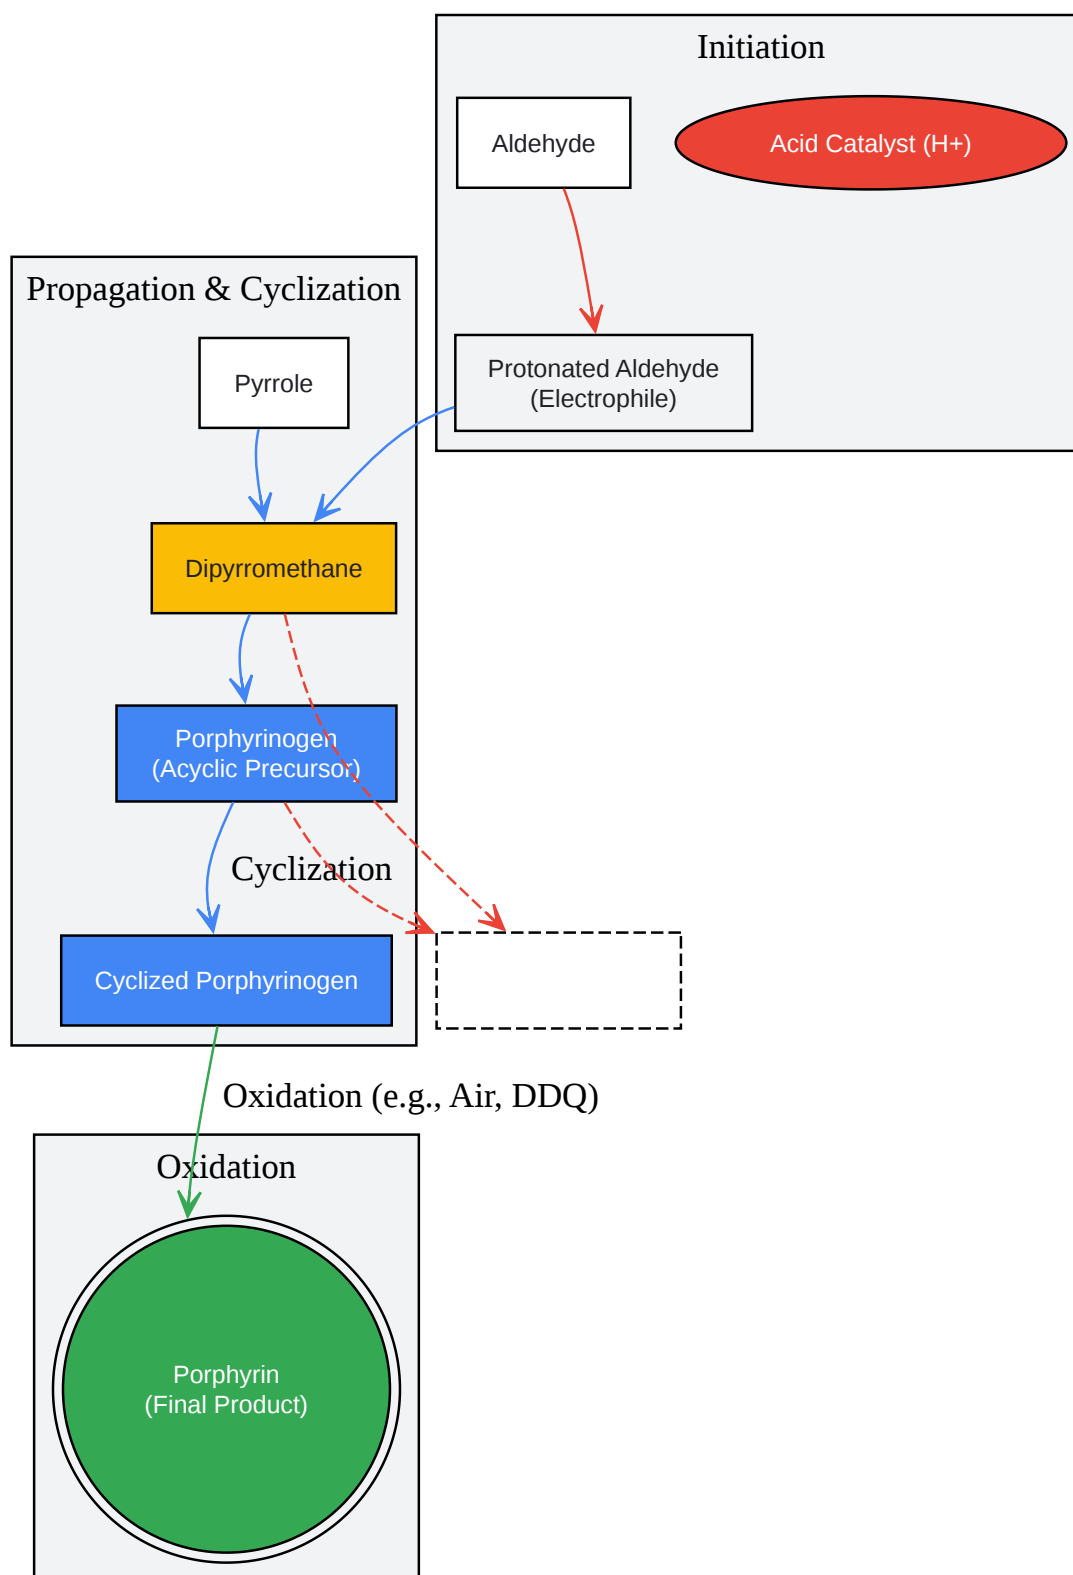 Initiation
Aldehyde
Acid Catalyst (H+)
Propagation & Cyclization
Pyrrole
Protonated Aldehyde
(Electrophile)
Dipyrromethane
Porphyrinogen
(Acyclic Precursor)
Cyclization
Cyclized Porphyrinogen
Oxidation (e.g., Air, DDQ)
Oxidation
Porphyrin
(Final Product)